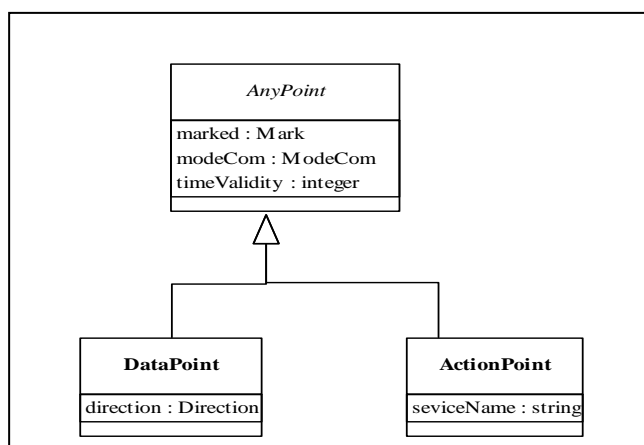 AnyPoint
marked : Mark
modeCom : ModeCom
timeValidity : integer
DataPoint
direction : Direction
ActionPoint
seviceName : string